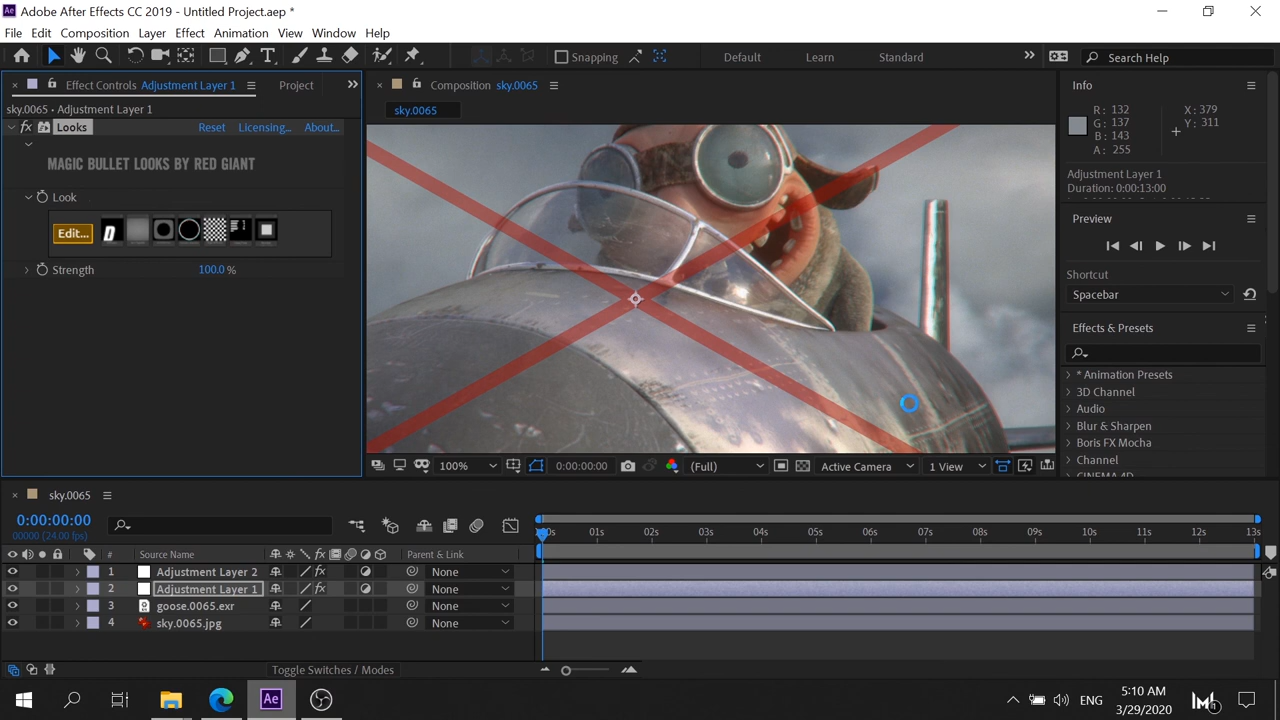 Adobe After Effects CC 2019 - Untitled Project.aep *
File Edit Composition Layer Effect Animation View Window Help
Snapping Default Learn Standard Search Help
Effect Controls Adjustment Layer 1 Project
sky.0065 • Adjustment Layer 1
fx Looks Reset Licensing... About...
MAGIC BULLET LOOKS BY RED GIANT
Look
Edit...
Strength 100.0 %
Composition sky.0065
sky.0065
100% 0:00:00:00 (Full) Active Camera 1 View
Info
R: 132 X: 379
G: 137 Y: 311
B: 143
A: 255
Adjustment Layer 1
Duration: 0:00:13:00
Preview
Shortcut
Spacebar
Effects & Presets
* Animation Presets
3D Channel
Audio
Blur & Sharpen
Boris FX Mocha
Channel
CINEMA 4D
sky.0065
0:00:00:00
00000 (24.00 fps)
00s 01s 02s 03s 04s 05s 06s 07s 08s 09s 10s 11s 12s 13s
# Source Name fx Parent & Link
1 Adjustment Layer 2 fx None
2 Adjustment Layer 1 fx None
3 goose.0065.exr None
4 sky.0065.jpg None
Toggle Switches / Modes
Ae ENG 5:10 AM
3/29/2020
1